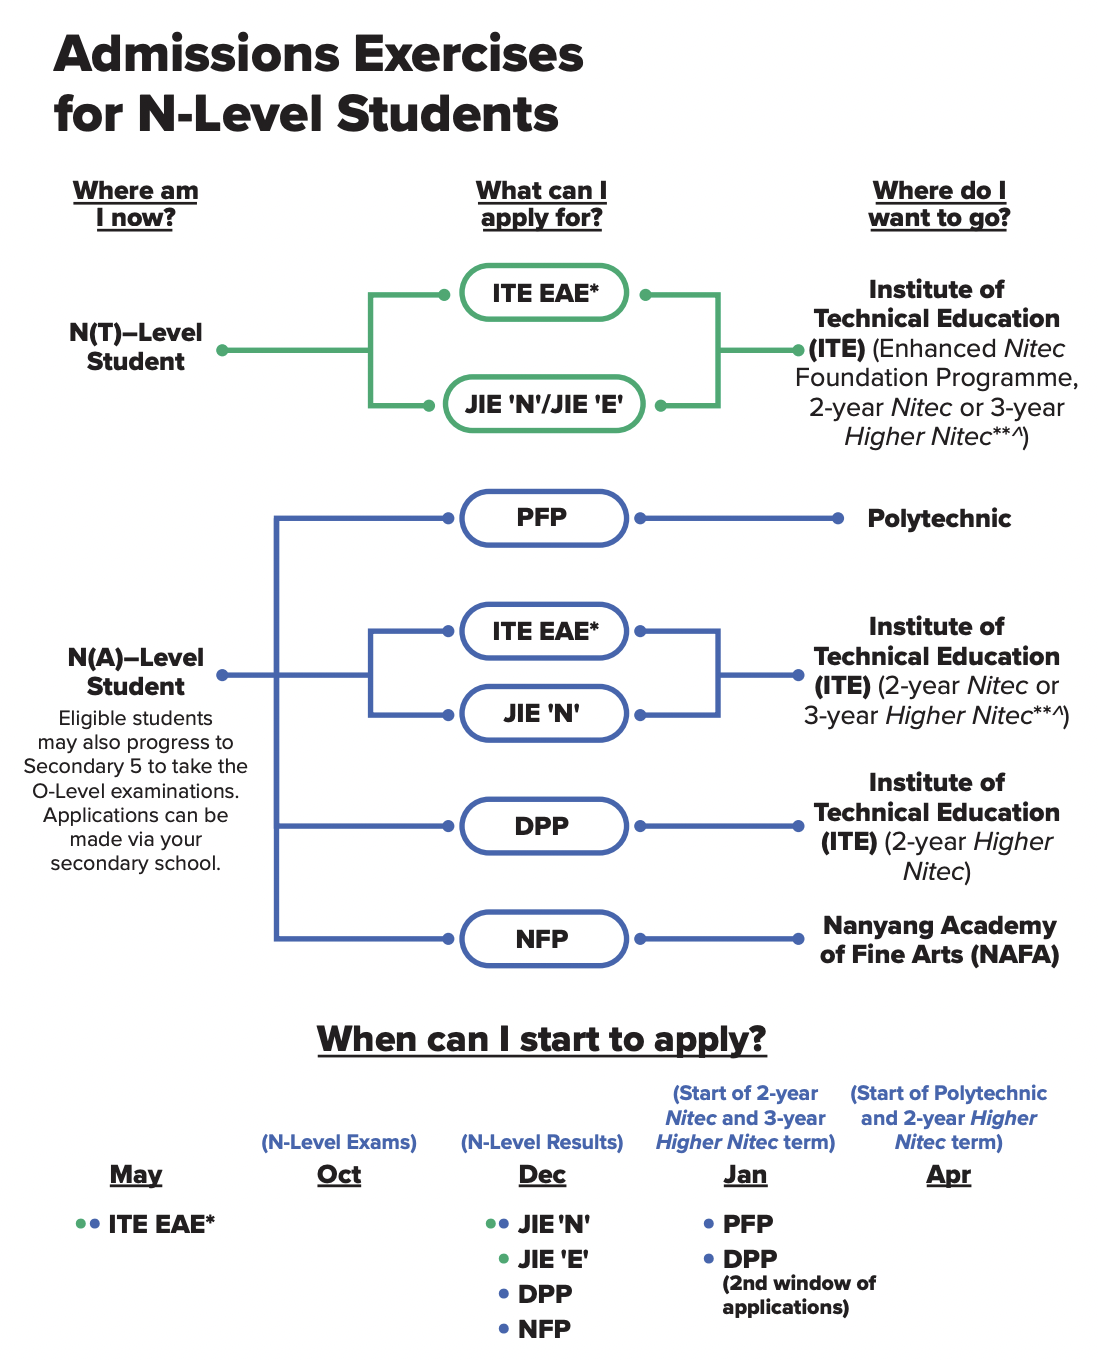 Admissions Exercises
for N-Level Students
Where am
I now?
What can I
apply for?
Where do I
want to go?
N(T)–Level
Student
ITE EAE*
JIE 'N'/JIE 'E'
Institute of
Technical Education
(ITE) (Enhanced Nitec
Foundation Programme,
2-year Nitec or 3-year
Higher Nitec**^)
N(A)–Level
Student
Eligible students
may also progress to
Secondary 5 to take the
O-Level examinations.
Applications can be
made via your
secondary school.
PFP
Polytechnic
ITE EAE*
JIE 'N'
Institute of
Technical Education
(ITE) (2-year Nitec or
3-year Higher Nitec**^)
DPP
Institute of
Technical Education
(ITE) (2-year Higher
Nitec)
NFP
Nanyang Academy
of Fine Arts (NAFA)
When can I start to apply?
May
ITE EAE*
(N-Level Exams)
Oct
(N-Level Results)
Dec
JIE 'N'
JIE 'E'
DPP
NFP
(Start of 2-year
Nitec and 3-year
Higher Nitec term)
Jan
PFP
DPP
(2nd window of
applications)
(Start of Polytechnic
and 2-year Higher
Nitec term)
Apr